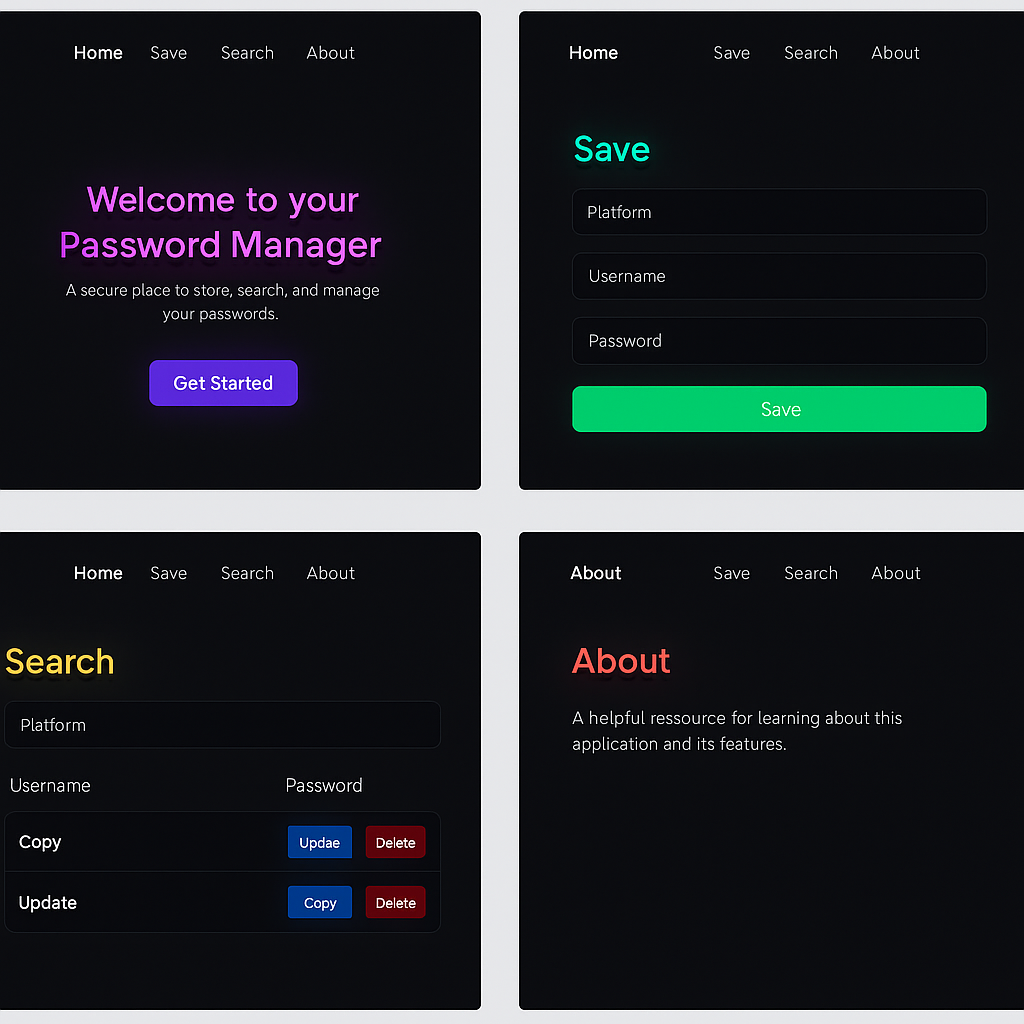 Home Save Search About
Welcome to your
Password Manager
A secure place to store, search, and manage
your passwords.
Get Started
Home Save Search About
Save
Platform
Username
Password
Save
Home Save Search About
Search
Platform
Username Password
Copy Updae Delete
Update Copy Delete
About Save Search About
About
A helpful ressource for learning about this
application and its features.